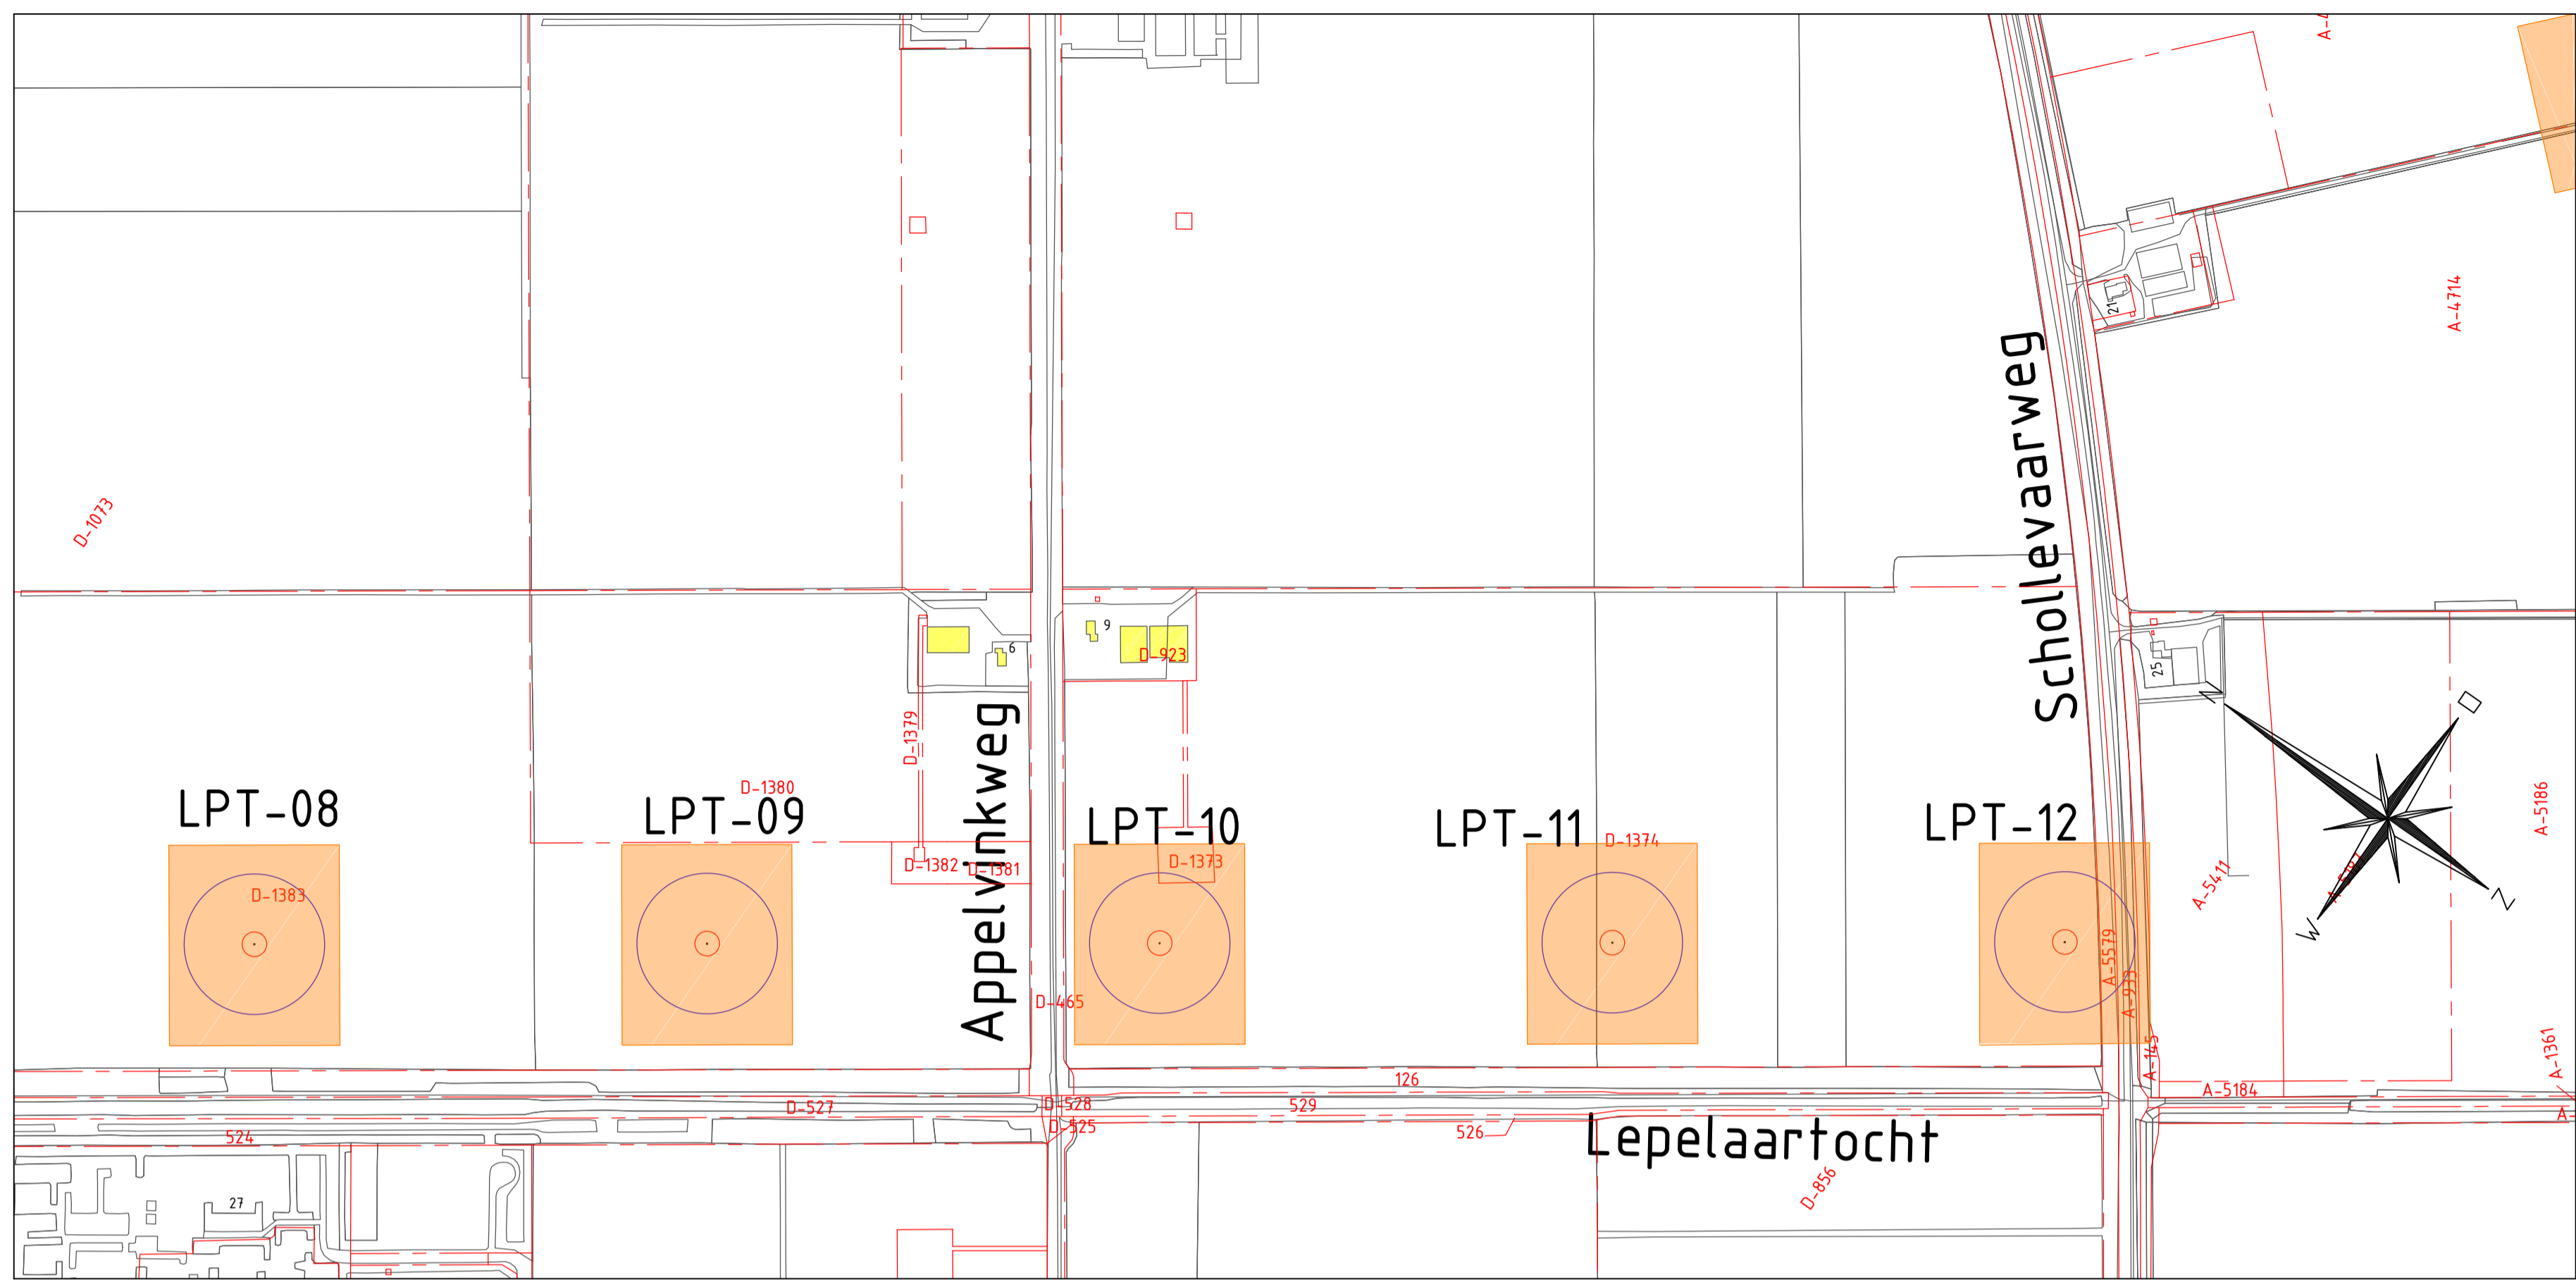 A-4714
21
Schollevaarweg
D-1073
6
9
D-923
25
N
O
Z
W
D-1379
Appelvinkweg
LPT-08
LPT-09
D-1380
LPT-10
LPT-11
D-1374
LPT-12
D-1382
D-1381
D-1373
D-1383
A-5411
A-5186
A-5579
A-933
D-465
A-145
A-1361
126
A-5184
D-527
D-528
529
D-525
524
526
Lepelaartocht
D-856
27